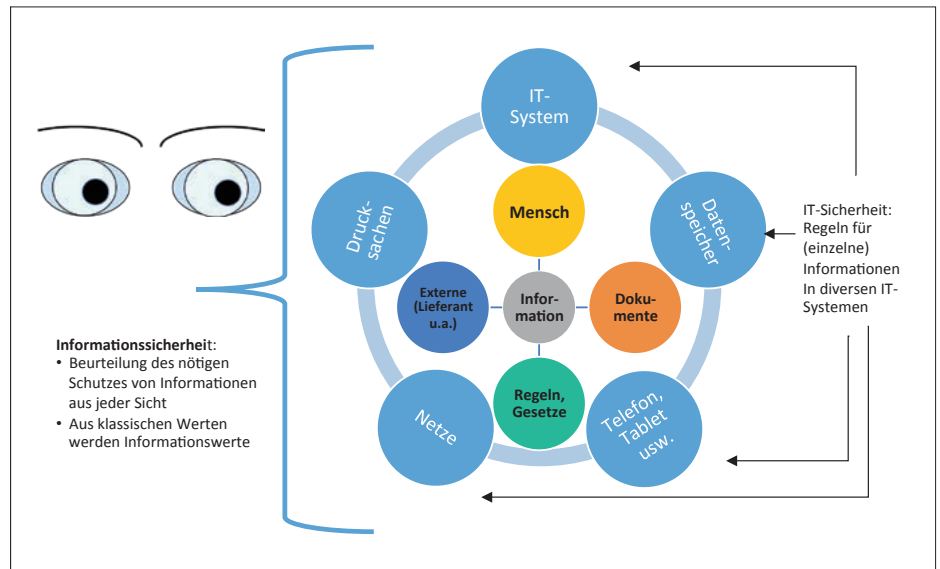 IT-
System
Mensch
Druck-
sachen
Daten-
speicher
Externe
(Lieferant
u.a.)
Infor-
mation
Doku-
mente
Regeln,
Gesetze
Netze
Telefon,
Tablet
usw.
IT-Sicherheit:
Regeln für
(einzelne)
Informationen
In diversen IT-
Systemen
Informationssicherheit:
• Beurteilung des nötigen
Schutzes von Informationen
aus jeder Sicht
• Aus klassischen Werten
werden Informationswerte